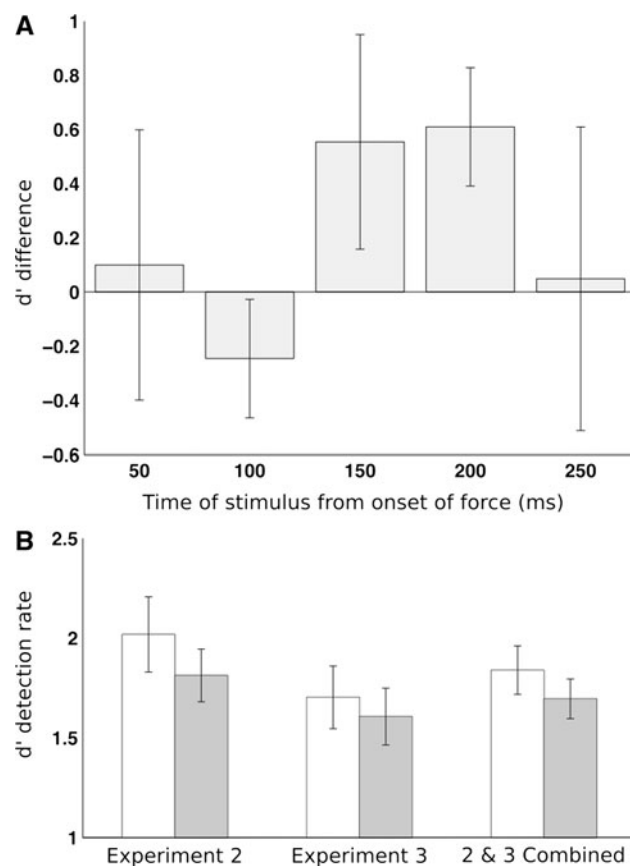 A
1
0.8
0.6
0.4
0.2
0
−0.2
−0.4
−0.6
d' difference
50 100 150 200 250
Time of stimulus from onset of force (ms)
B
2.5
2
1.5
1
d' detection rate
Experiment 2 Experiment 3 2 & 3 Combined